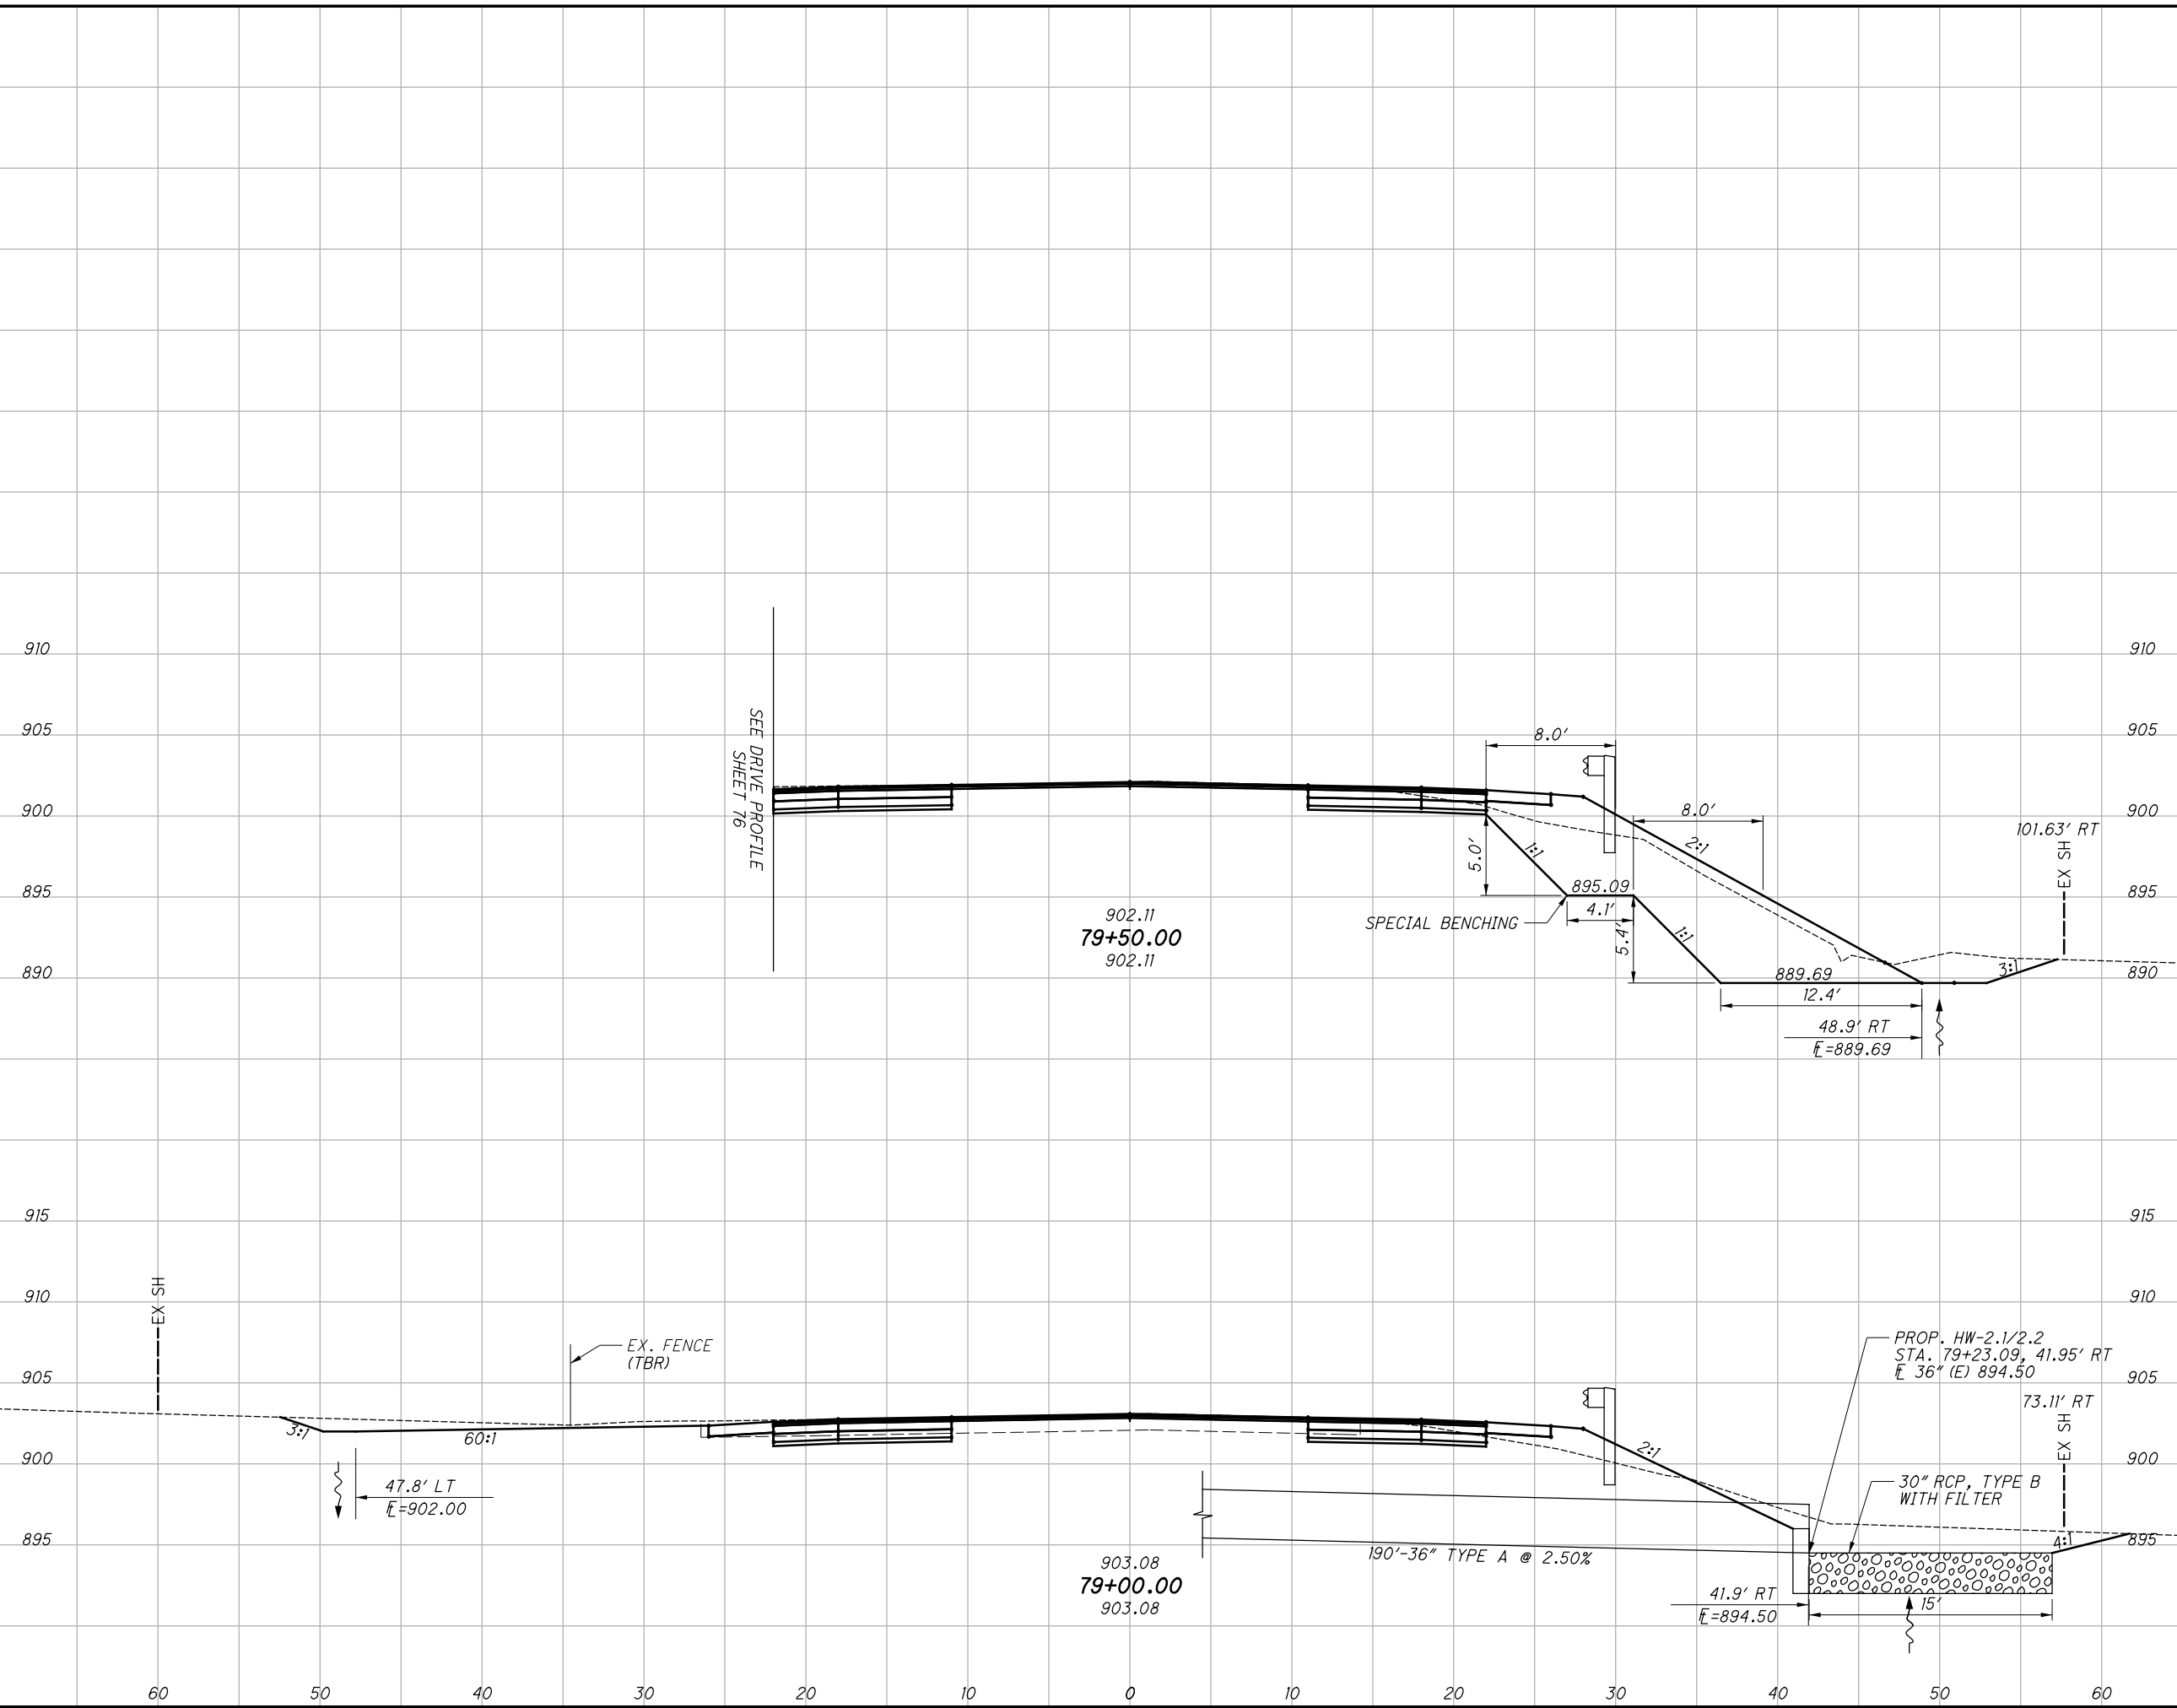 910
910
905
905
SEE DRIVE PROFILE
SHEET 76
8.0'
900
900
8.0'
101.63' RT
EX SH
2:1
1:1
5.0'
895
895
895.09
SPECIAL BENCHING
4.1'
5.4'
1:1
902.11
79+50.00
902.11
890
890
889.69
3:1
12.4'
48.9' RT
FL=889.69
915
915
EX SH
910
910
EX. FENCE
(TBR)
PROP. HW-2.1/2.2
STA. 79+23.09, 41.95' RT
FL 36" (E) 894.50
905
905
73.11' RT
EX SH
3:1
60:1
2:1
900
900
47.8' LT
FL=902.00
30" RCP, TYPE B
WITH FILTER
895
895
4:1
190'-36" TYPE A @ 2.50%
903.08
79+00.00
903.08
41.9' RT
FL=894.50
15'
60 50 40 30 20 10 0 10 20 30 40 50 60